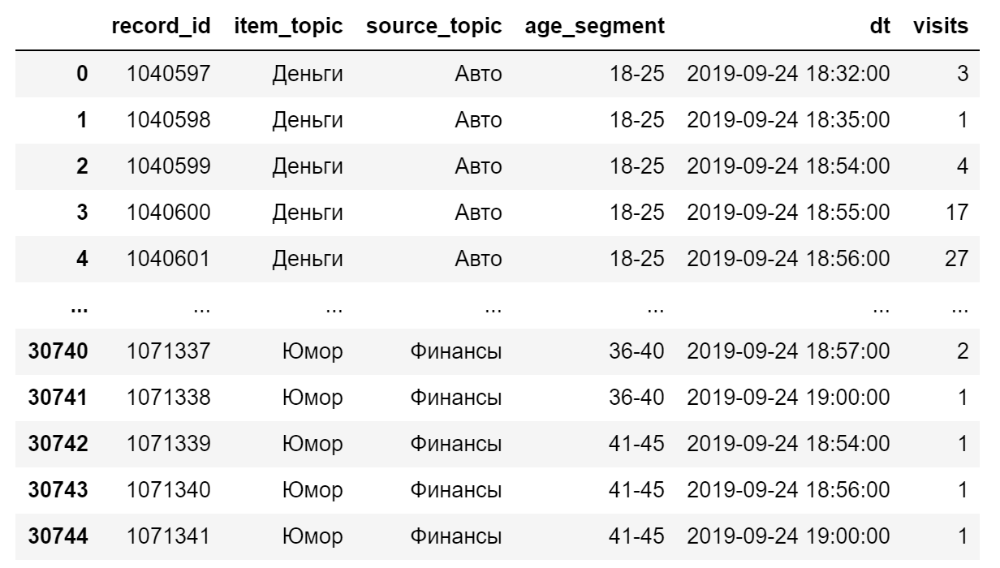 record_id item_topic source_topic age_segment dt visits
0 1040597 Деньги Авто 18-25 2019-09-24 18:32:00 3
1 1040598 Деньги Авто 18-25 2019-09-24 18:35:00 1
2 1040599 Деньги Авто 18-25 2019-09-24 18:54:00 4
3 1040600 Деньги Авто 18-25 2019-09-24 18:55:00 17
4 1040601 Деньги Авто 18-25 2019-09-24 18:56:00 27
... ... ... ... ... ... ...
30740 1071337 Юмор Финансы 36-40 2019-09-24 18:57:00 2
30741 1071338 Юмор Финансы 36-40 2019-09-24 19:00:00 1
30742 1071339 Юмор Финансы 41-45 2019-09-24 18:54:00 1
30743 1071340 Юмор Финансы 41-45 2019-09-24 18:56:00 1
30744 1071341 Юмор Финансы 41-45 2019-09-24 19:00:00 1